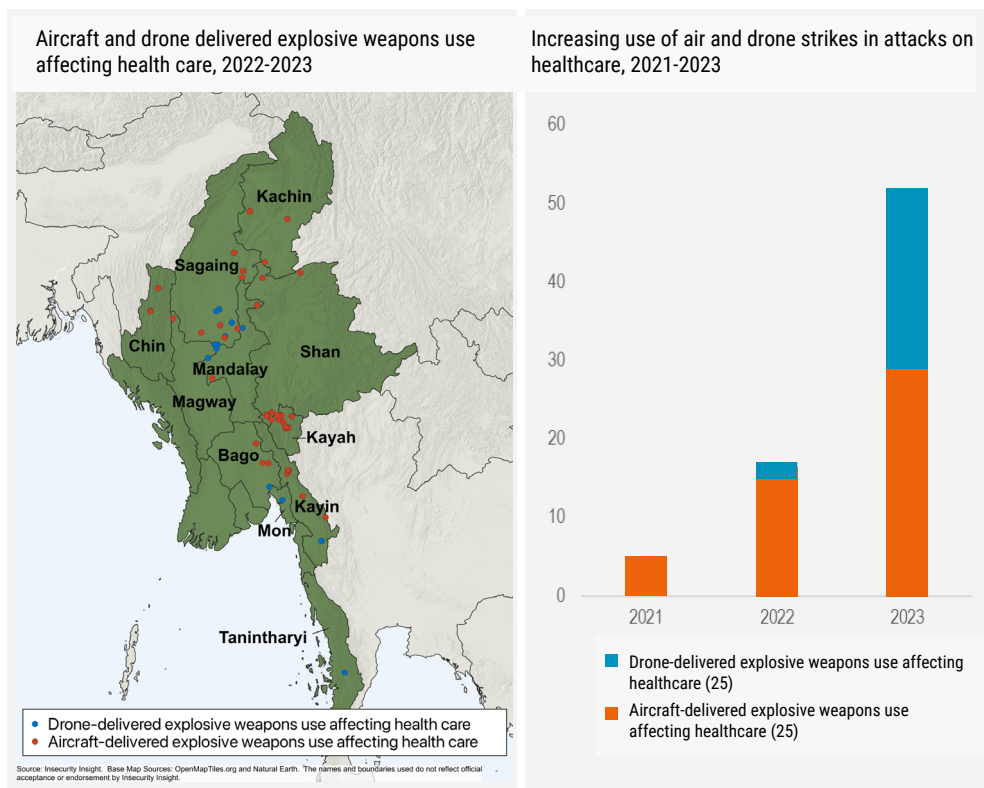 Aircraft and drone delivered explosive weapons use
affecting health care, 2022-2023
Kachin
Sagaing
Chin
Shan
Mandalay
Magway
Kayah
Bago
Kayin
Mon
Tanintharyi
Drone-delivered explosive weapons use affecting health care
Aircraft-delivered explosive weapons use affecting health care
Source: Insecurity Insight. Base Map Sources: OpenMapTiles.org and Natural Earth. The names and boundaries used do not reflect official
acceptance or endorsement by Insecurity Insight.
Increasing use of air and drone strikes in attacks on
healthcare, 2021-2023
60
50
40
30
20
10
0
2021
2022
2023
Drone-delivered explosive weapons use affecting
healthcare (25)
Aircraft-delivered explosive weapons use
affecting healthcare (25)